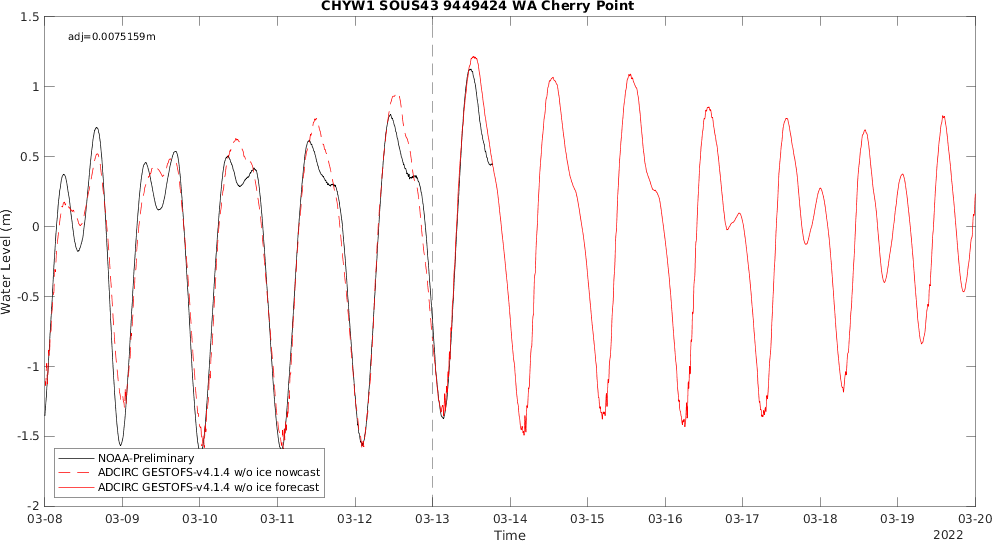 CHYW1 SOUS43 9449424 WA Cherry Point
adj=0.0075159m
1.5
1
0.5
0
-0.5
-1
-1.5
-2
Water Level (m)
NOAA-Preliminary
ADCIRC GESTOFS-v4.1.4 w/o ice nowcast
ADCIRC GESTOFS-v4.1.4 w/o ice forecast
03-08 03-09 03-10 03-11 03-12 03-13 03-14 03-15 03-16 03-17 03-18 03-19 03-20
Time
2022